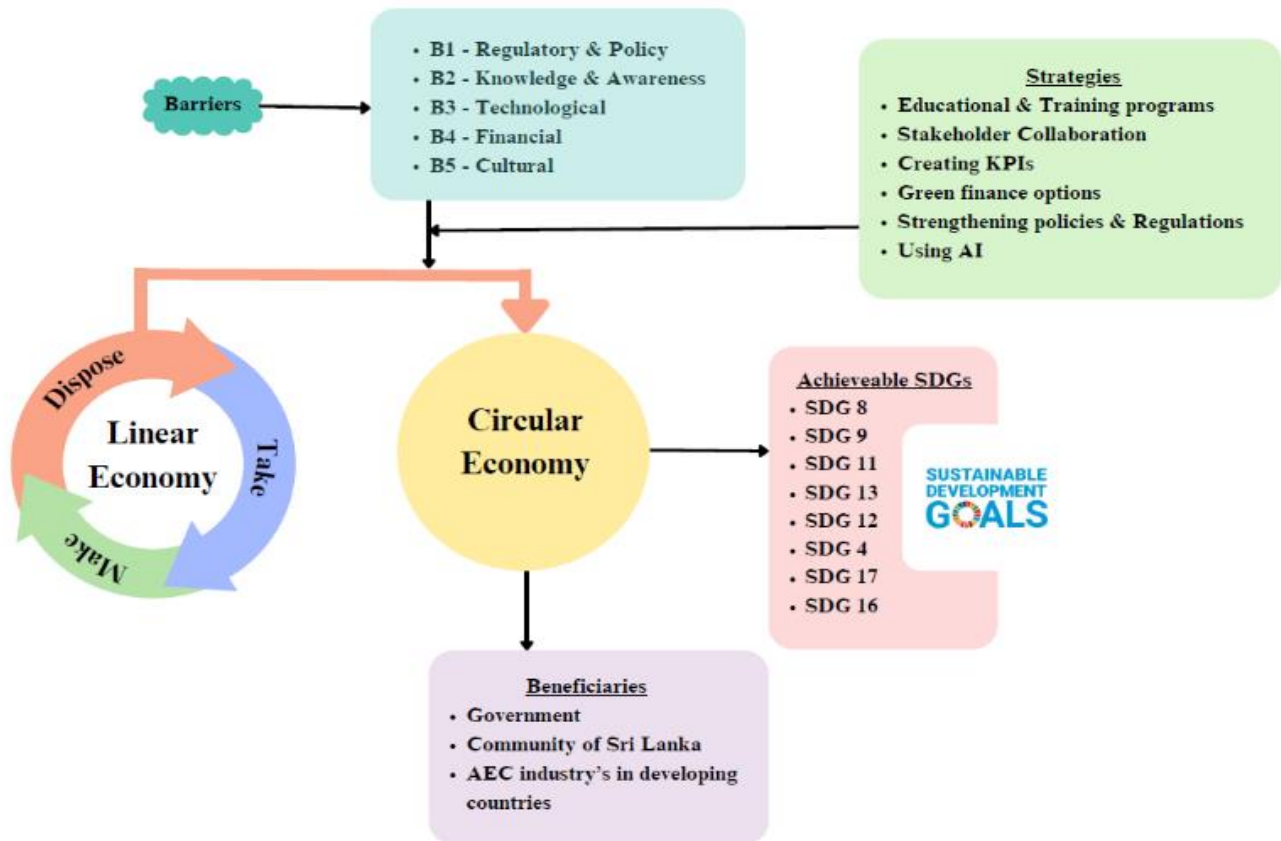 Barriers
• B1 - Regulatory & Policy
• B2 - Knowledge & Awareness
• B3 - Technological
• B4 - Financial
• B5 - Cultural
Strategies
• Educational & Training programs
• Stakeholder Collaboration
• Creating KPIs
• Green finance options
• Strengthening policies & Regulations
• Using AI
Dispose
Take
Make
Linear
Economy
Circular
Economy
Achieveable SDGs
• SDG 8
• SDG 9
• SDG 11
• SDG 13
• SDG 12
• SDG 4
• SDG 17
• SDG 16
SUSTAINABLE
DEVELOPMENT
GOALS
Beneficiaries
• Government
• Community of Sri Lanka
• AEC industry's in developing
countries